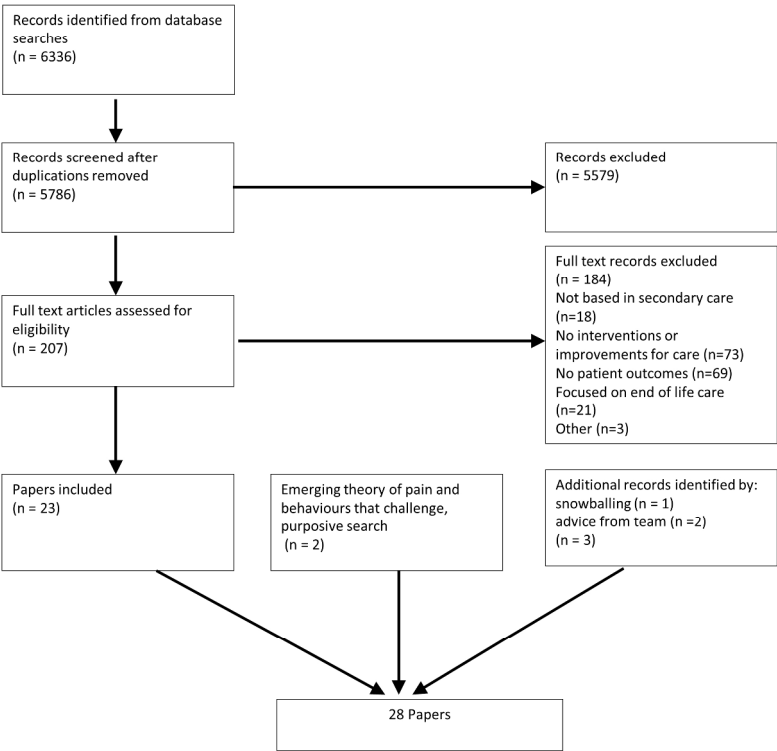 Records identified from database
searches
(n = 6336)
Records screened after
duplications removed
(n = 5786)
Records excluded
(n = 5579)
Full text articles assessed for
eligibility
(n = 207)
Full text records excluded
(n = 184)
Not based in secondary care
(n=18)
No interventions or
improvements for care (n=73)
No patient outcomes (n=69)
Focused on end of life care
(n=21)
Other (n=3)
Papers included
(n = 23)
Emerging theory of pain and
behaviours that challenge,
purposive search
(n = 2)
Additional records identified by:
snowballing (n = 1)
advice from team (n =2)
(n = 3)
28 Papers